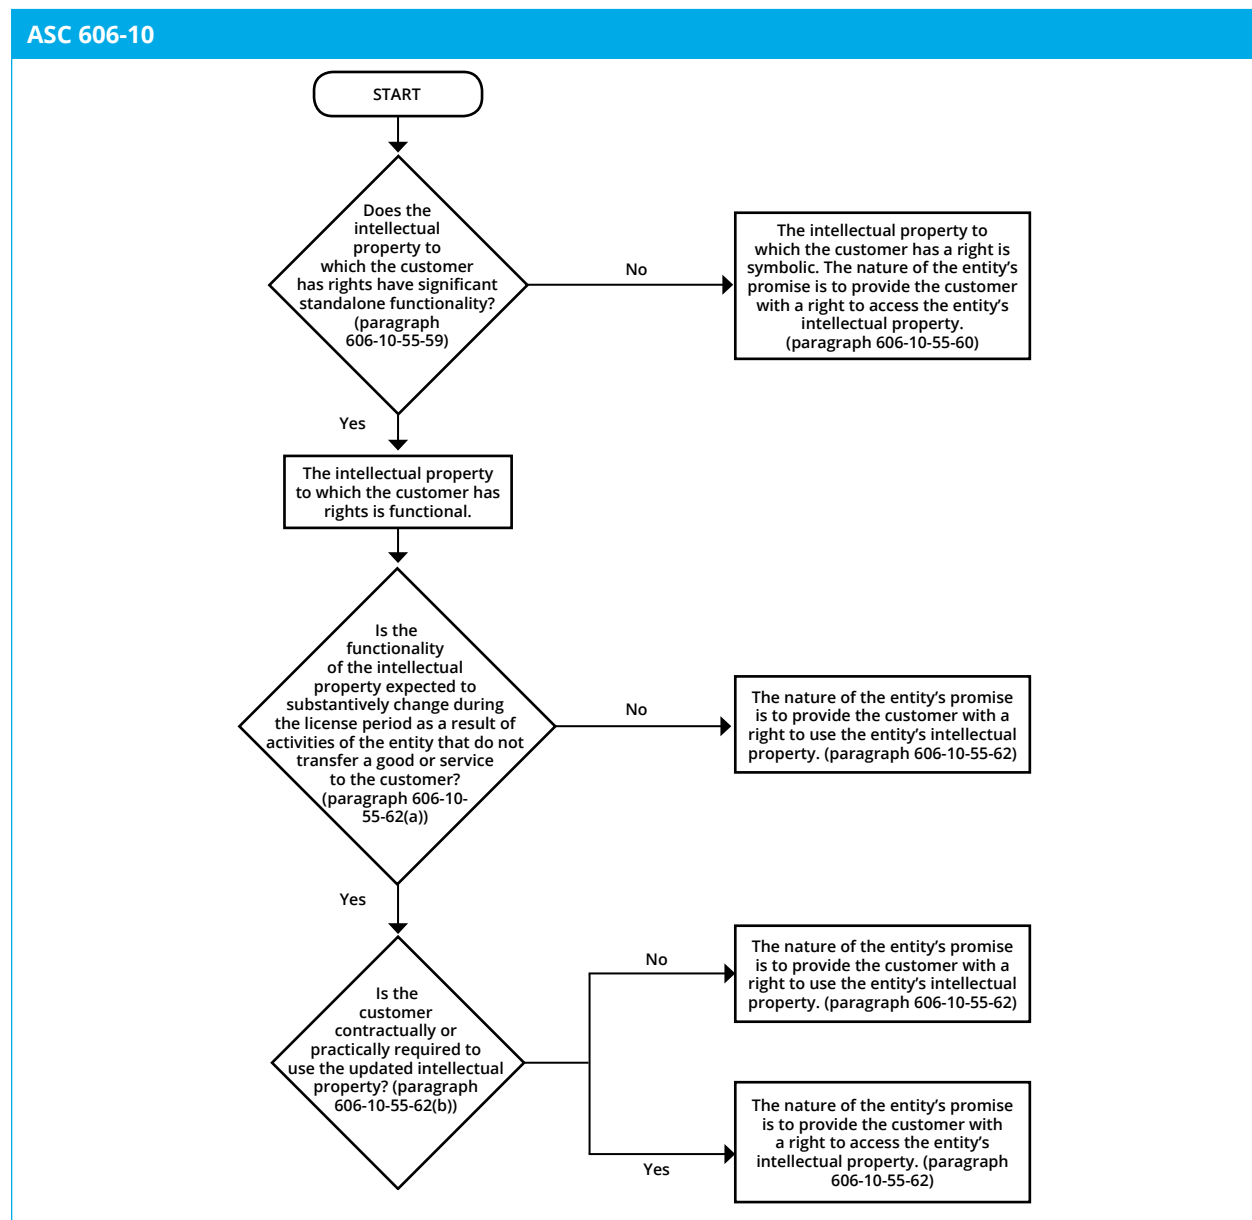 ASC 606-10
START
Does the
intellectual
property to
which the customer
has rights have significant
standalone functionality?
(paragraph
606-10-55-59)
No
The intellectual property to
which the customer has a right is
symbolic. The nature of the entity’s
promise is to provide the customer
with a right to access the entity’s
intellectual property.
(paragraph 606-10-55-60)
Yes
The intellectual property
to which the customer has
rights is functional.
Is the
functionality
of the intellectual
property expected to
substantively change during
the license period as a result of
activities of the entity that do not
transfer a good or service
to the customer?
(paragraph 606-10-
55-62(a))
No
The nature of the entity’s promise
is to provide the customer with a
right to use the entity’s intellectual
property. (paragraph 606-10-55-62)
Yes
Is the
customer
contractually or
practically required to
use the updated intellectual
property? (paragraph
606-10-55-62(b))
No
The nature of the entity’s promise
is to provide the customer with a
right to use the entity’s intellectual
property. (paragraph 606-10-55-62)
Yes
The nature of the entity’s promise
is to provide the customer with
a right to access the entity’s
intellectual property. (paragraph
606-10-55-62)